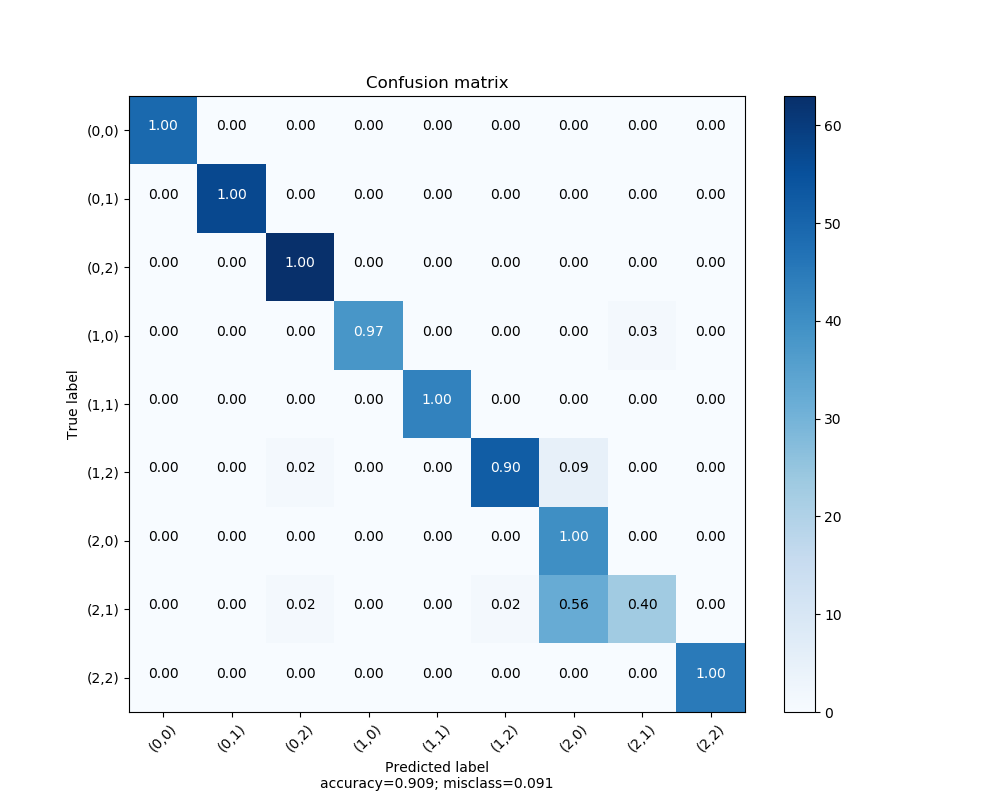 Confusion matrix
(0,0) 1.00 0.00 0.00 0.00 0.00 0.00 0.00 0.00 0.00
(0,1) 0.00 1.00 0.00 0.00 0.00 0.00 0.00 0.00 0.00
(0,2) 0.00 0.00 1.00 0.00 0.00 0.00 0.00 0.00 0.00
(1,0) 0.00 0.00 0.00 0.97 0.00 0.00 0.00 0.03 0.00
(1,1) 0.00 0.00 0.00 0.00 1.00 0.00 0.00 0.00 0.00
(1,2) 0.00 0.00 0.02 0.00 0.00 0.90 0.09 0.00 0.00
(2,0) 0.00 0.00 0.00 0.00 0.00 0.00 1.00 0.00 0.00
(2,1) 0.00 0.00 0.02 0.00 0.00 0.02 0.56 0.40 0.00
(2,2) 0.00 0.00 0.00 0.00 0.00 0.00 0.00 0.00 1.00
(0,0) (0,1) (0,2) (1,0) (1,1) (1,2) (2,0) (2,1) (2,2)
True label
Predicted label
accuracy=0.909; misclass=0.091
60
50
40
30
20
10
0